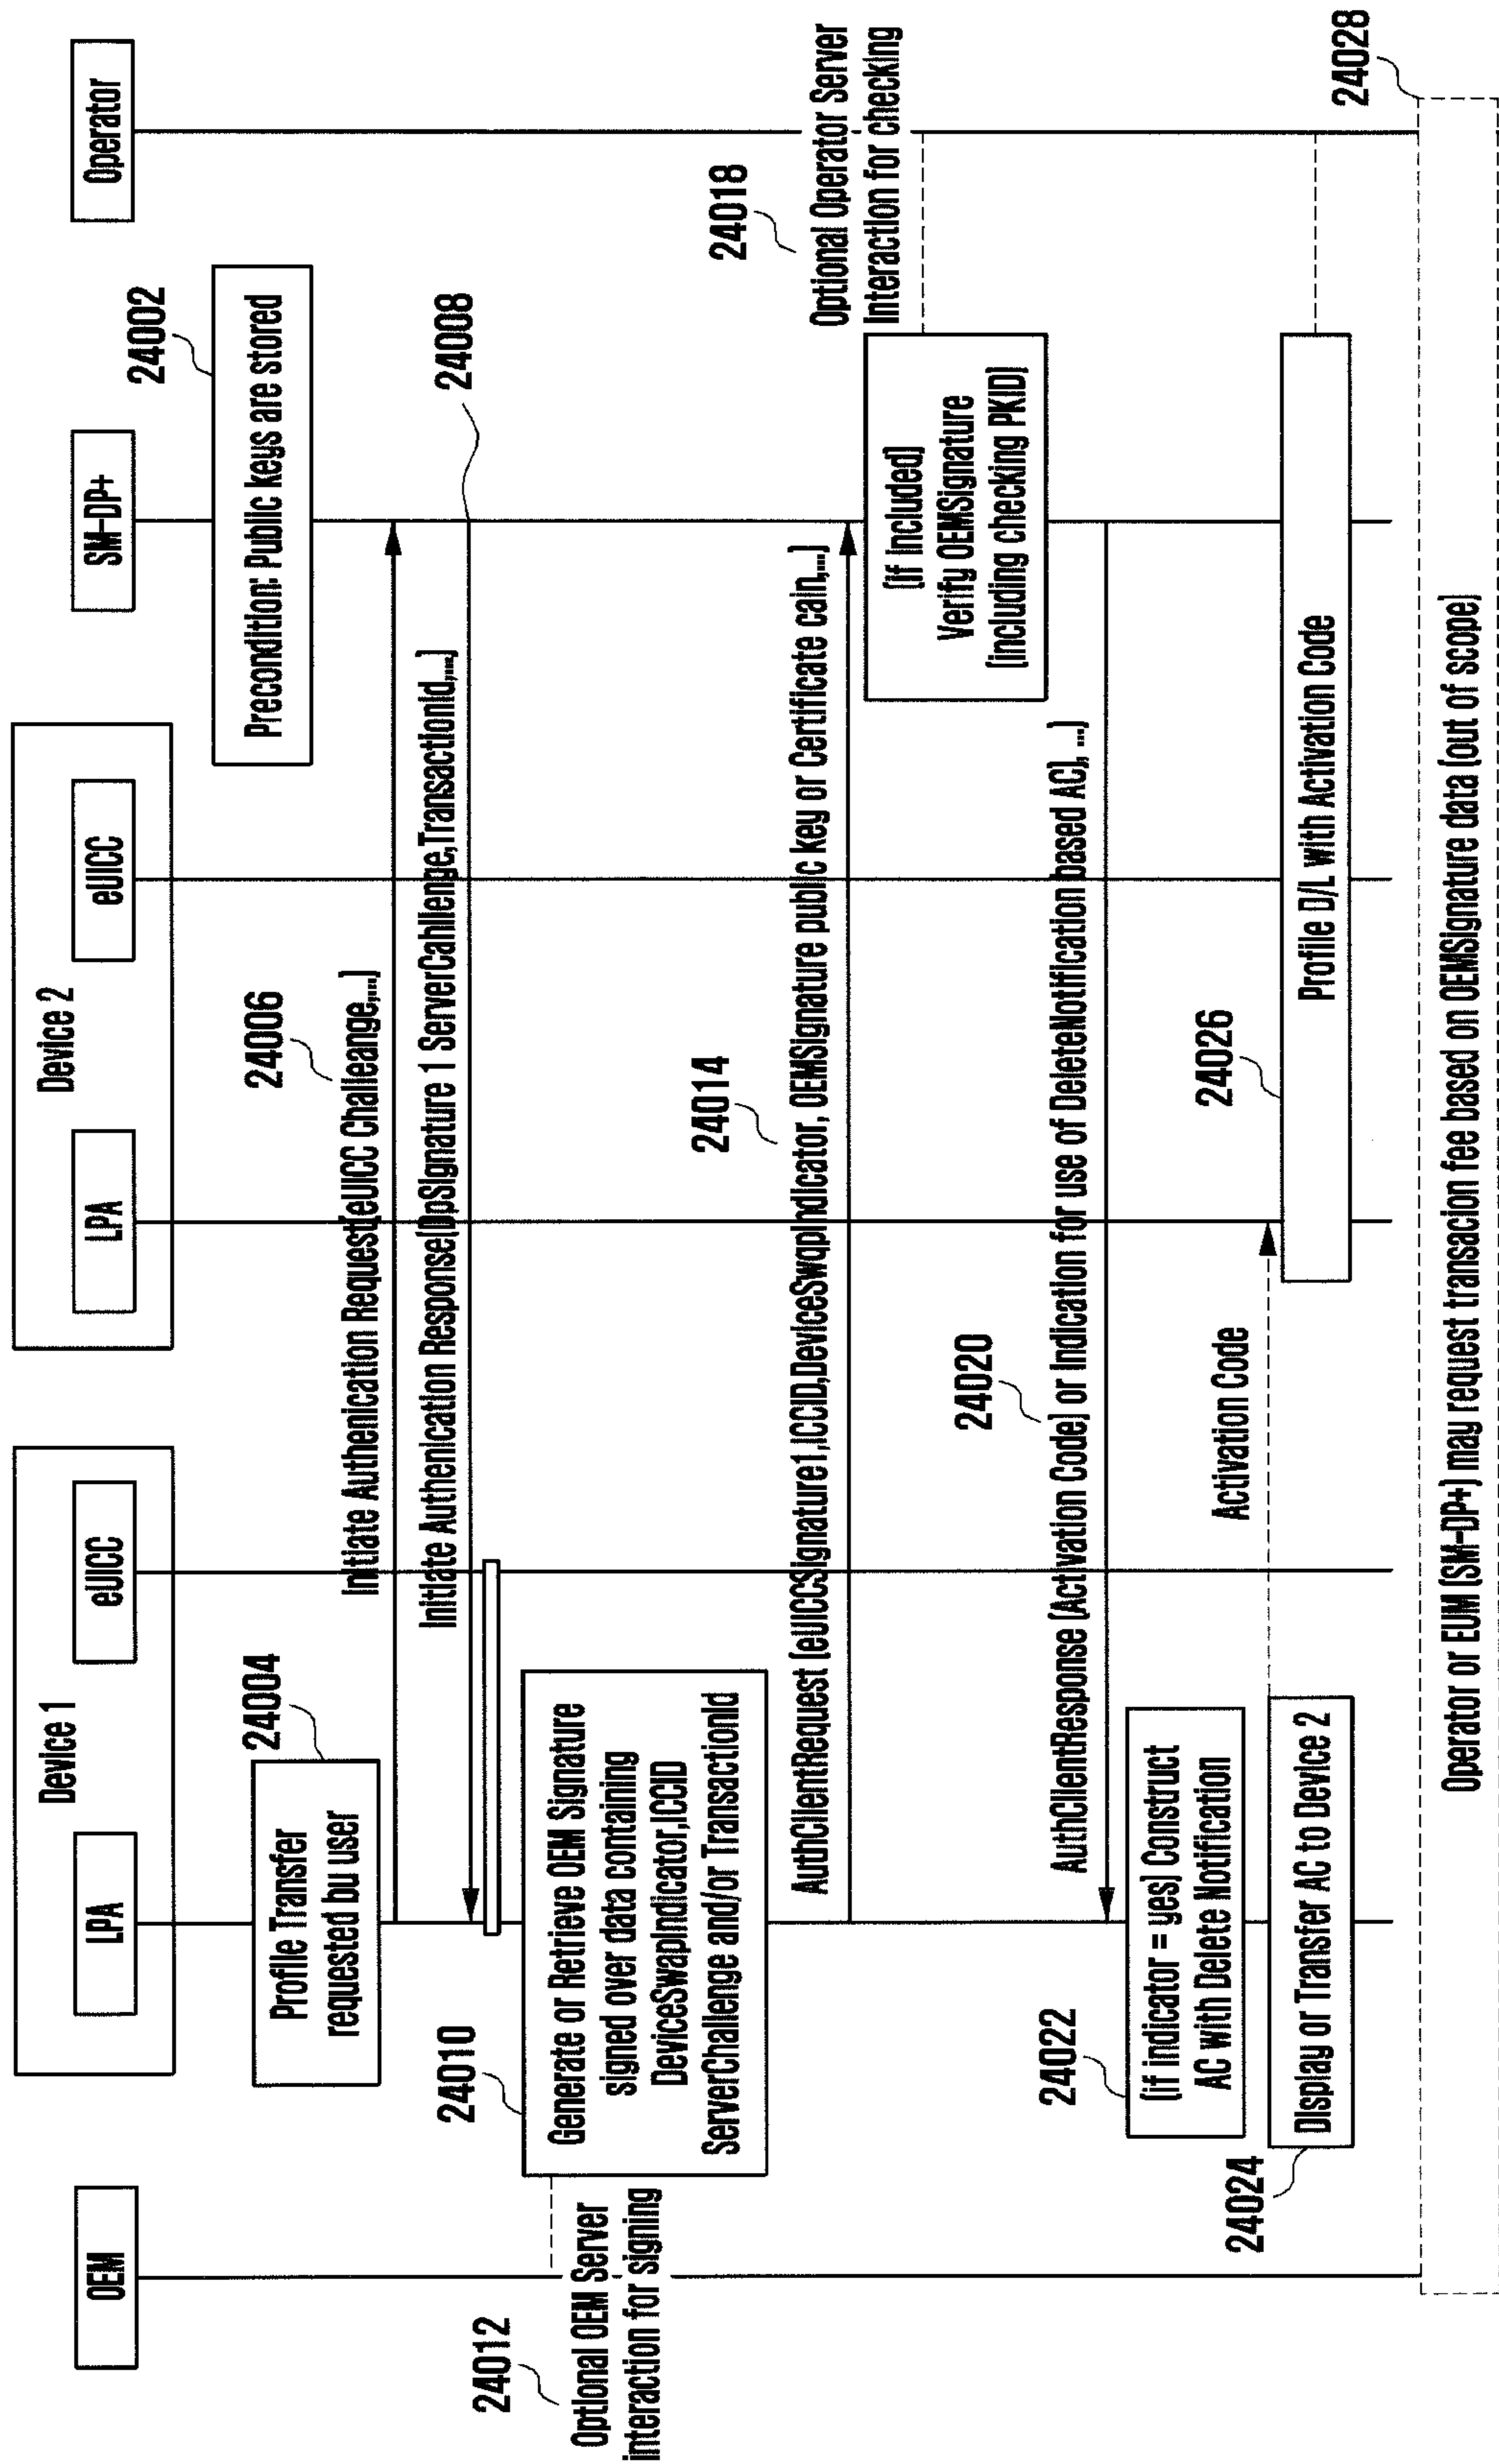 OEM
Device 1
LPA
eUICC
Device 2
LPA
eUICC
SM-DP+
Operator
24002
Precondition: Public keys are stored
24004
Profile Transfer
requested bu user
24006
Initiate Authenication Request[eUICC Challeange,...]
24008
Initiate Authenication Response[DpSignature 1 ServerCahllenge,TransactionId,...]
24010
Generate or Retrieve OEM Signature
signed over data containing
DeviceSwapIndicator,ICCID
ServerChallenge and/or TransactionId
24012
Optional OEM Server
interaction for signing
24014
AuthClientRequest [eUICCSignature1,ICCID,DeviceSwqpIndicator, OEMSignature public key or Certificate cain,...]
24018
Optional Operator Server
Interaction for checking
[if included]
Verify OEMSignature
[including checking PKID]
24020
AuthClientResponse [Activation Code] or Indication for use of DeleteNotification based AC], ...]
24022
[if indicator = yes] Construct
AC with Delete Notification
24024
Display or Transfer AC to Device 2
Activation Code
24026
Profile D/L with Activation Code
24028
Operator or EUM [SM-DP+] may request transacion fee based on OEMSignature data [out of scope]